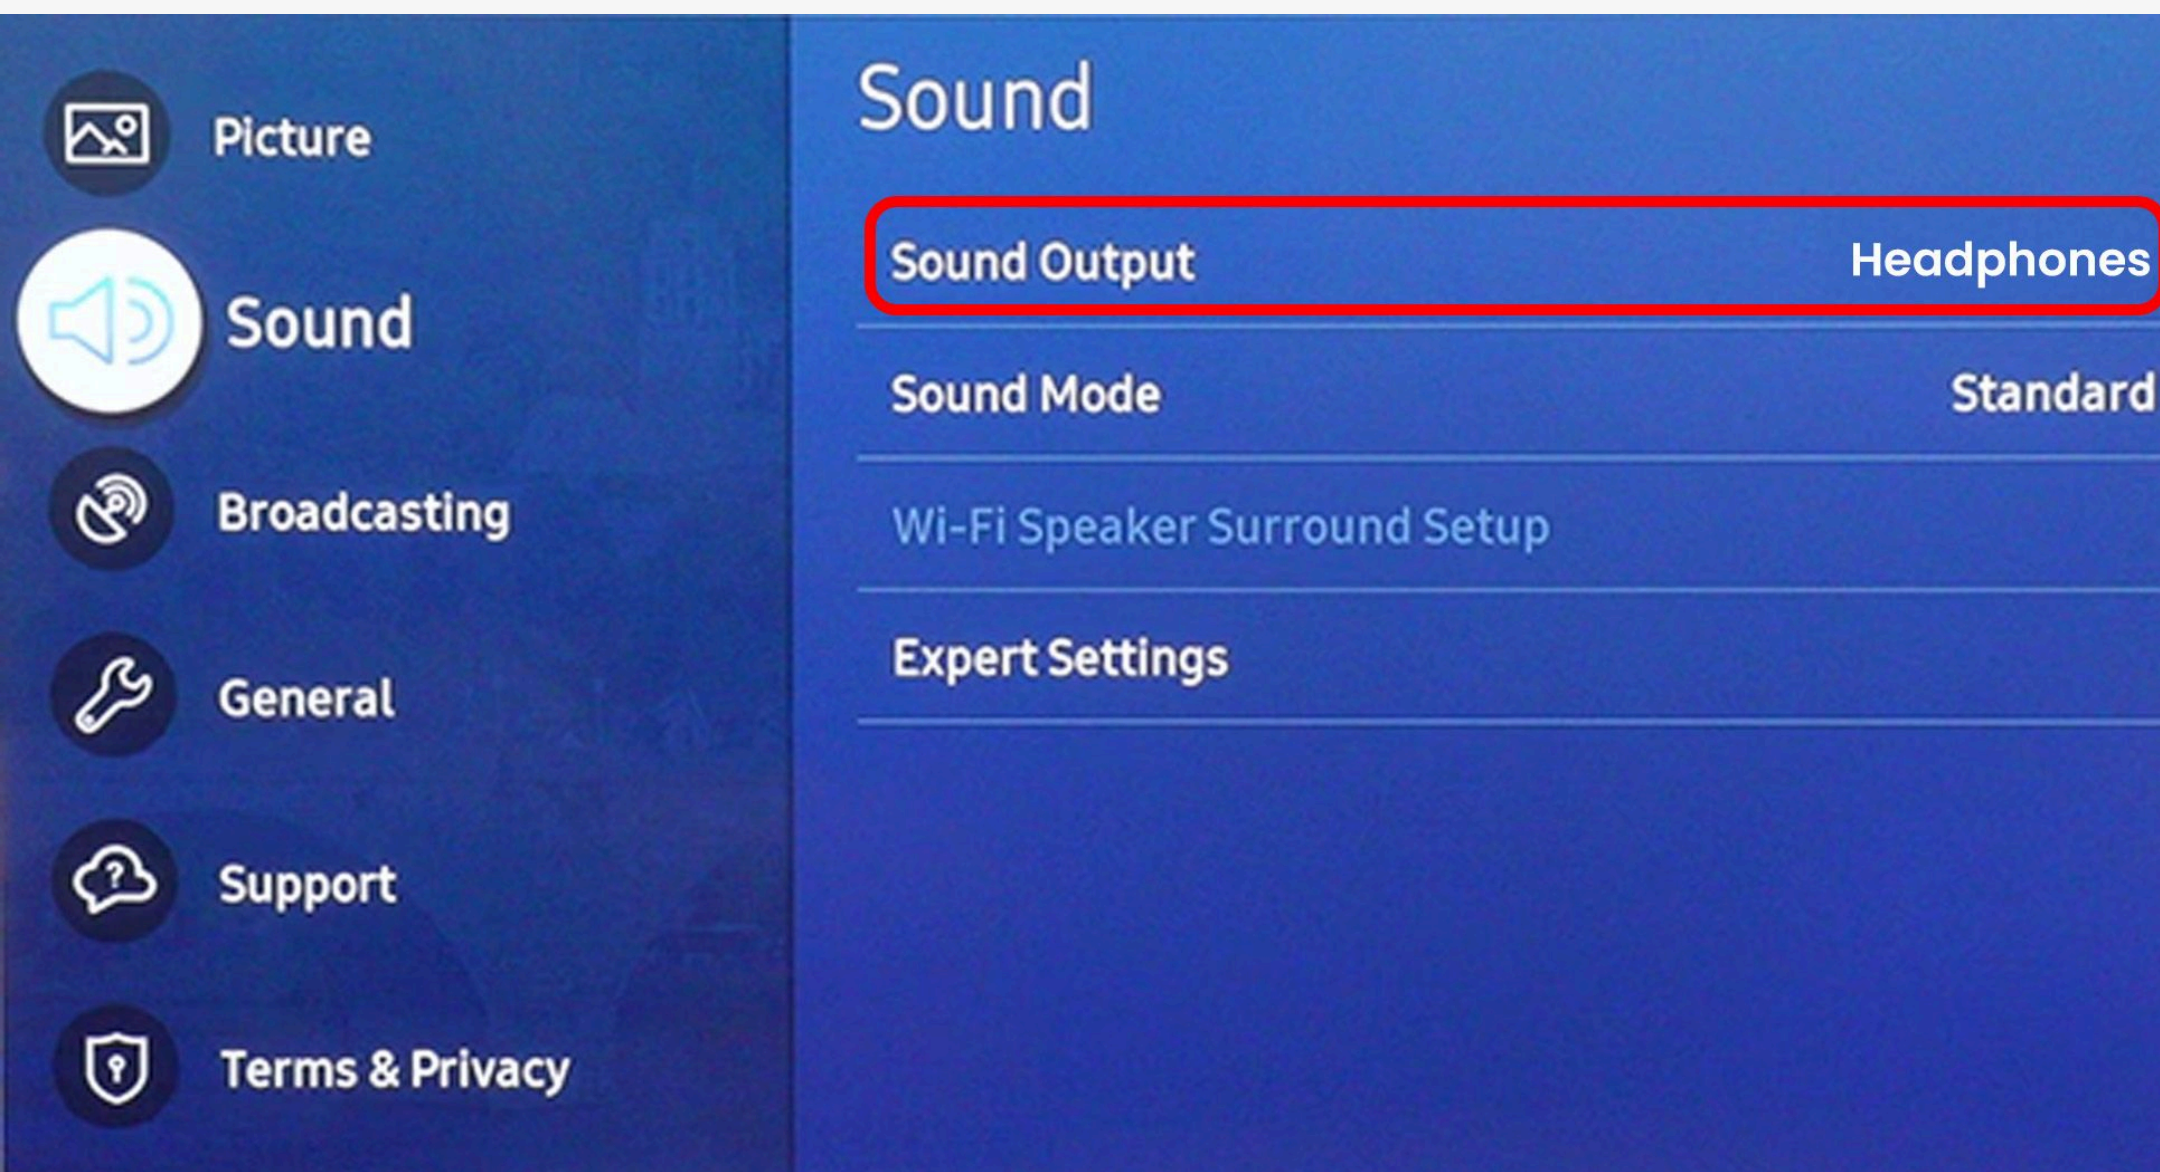 Picture
Sound
Broadcasting
General
Support
Terms & Privacy
Sound
Sound Output Headphones
Sound Mode Standard
Wi-Fi Speaker Surround Setup
Expert Settings